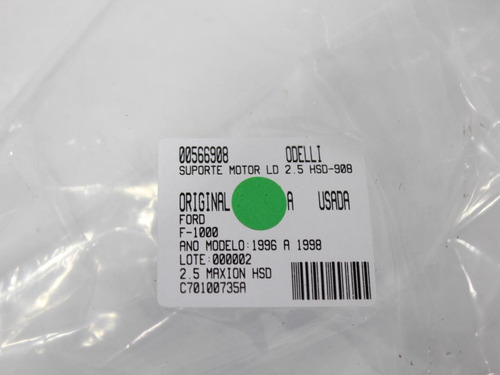 00566908 ODELLI
SUPORTE MOTOR LD 2.5 HSD-908
ORIGINAL A USADA
FORD
F-1000
ANO MODELO:1996 A 1998
LOTE:000002
2.5 MAXION HSD
C70100735A